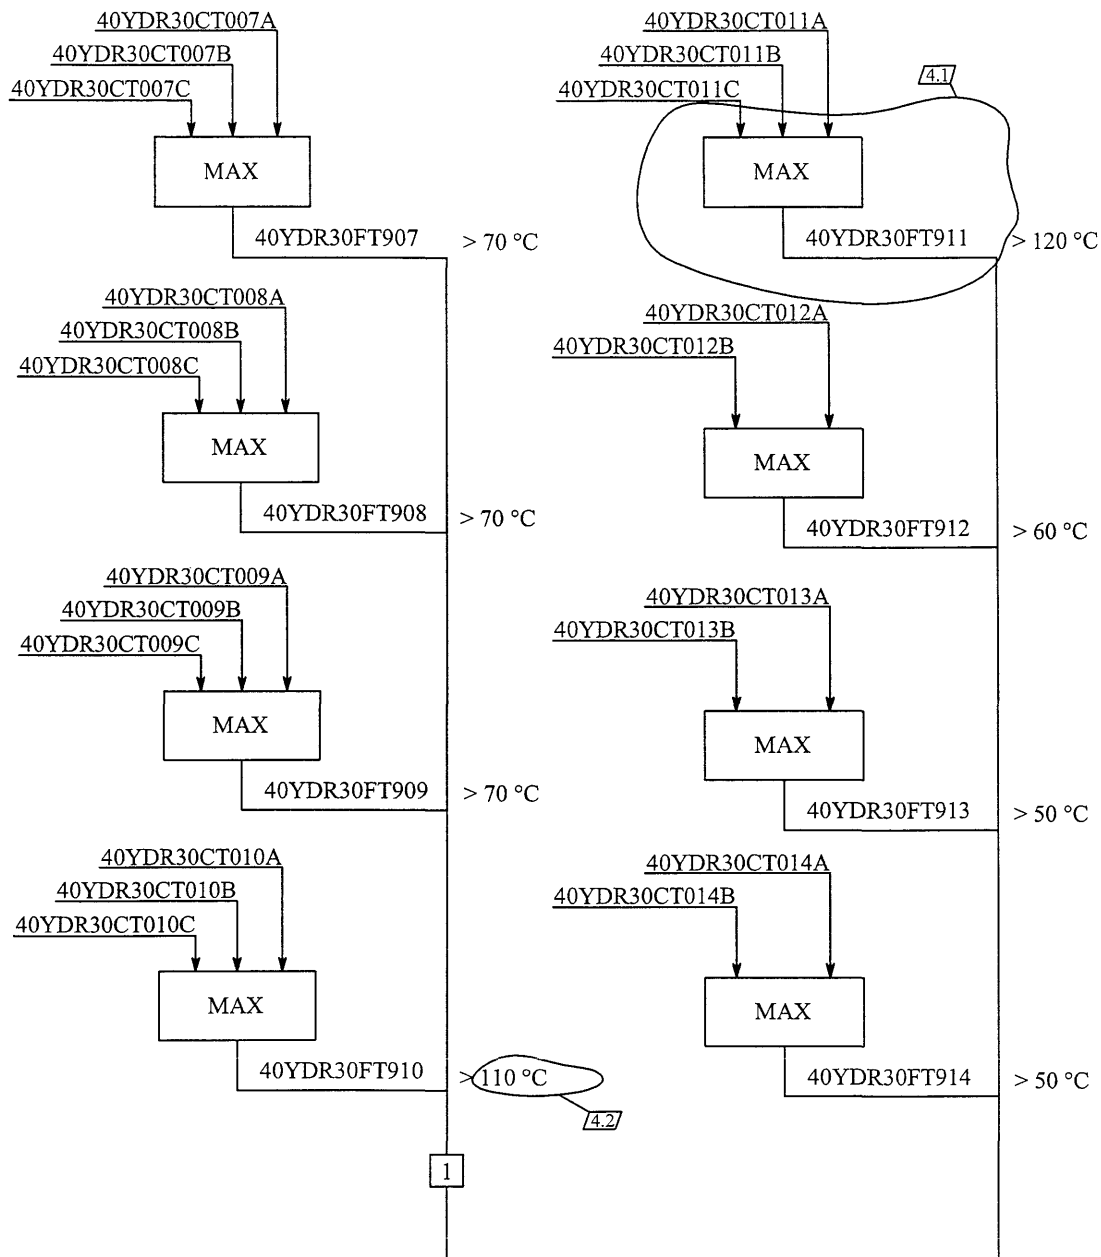 40YDR30CT007A
40YDR30CT007B
40YDR30CT007C
MAX
40YDR30FT907
> 70 °C
40YDR30CT008A
40YDR30CT008B
40YDR30CT008C
MAX
40YDR30FT908
> 70 °C
40YDR30CT009A
40YDR30CT009B
40YDR30CT009C
MAX
40YDR30FT909
> 70 °C
40YDR30CT010A
40YDR30CT010B
40YDR30CT010C
MAX
40YDR30FT910
> 110 °C
4.2
1
40YDR30CT011A
40YDR30CT011B
40YDR30CT011C
4.1
MAX
40YDR30FT911
> 120 °C
40YDR30CT012A
40YDR30CT012B
MAX
40YDR30FT912
> 60 °C
40YDR30CT013A
40YDR30CT013B
MAX
40YDR30FT913
> 50 °C
40YDR30CT014A
40YDR30CT014B
MAX
40YDR30FT914
> 50 °C